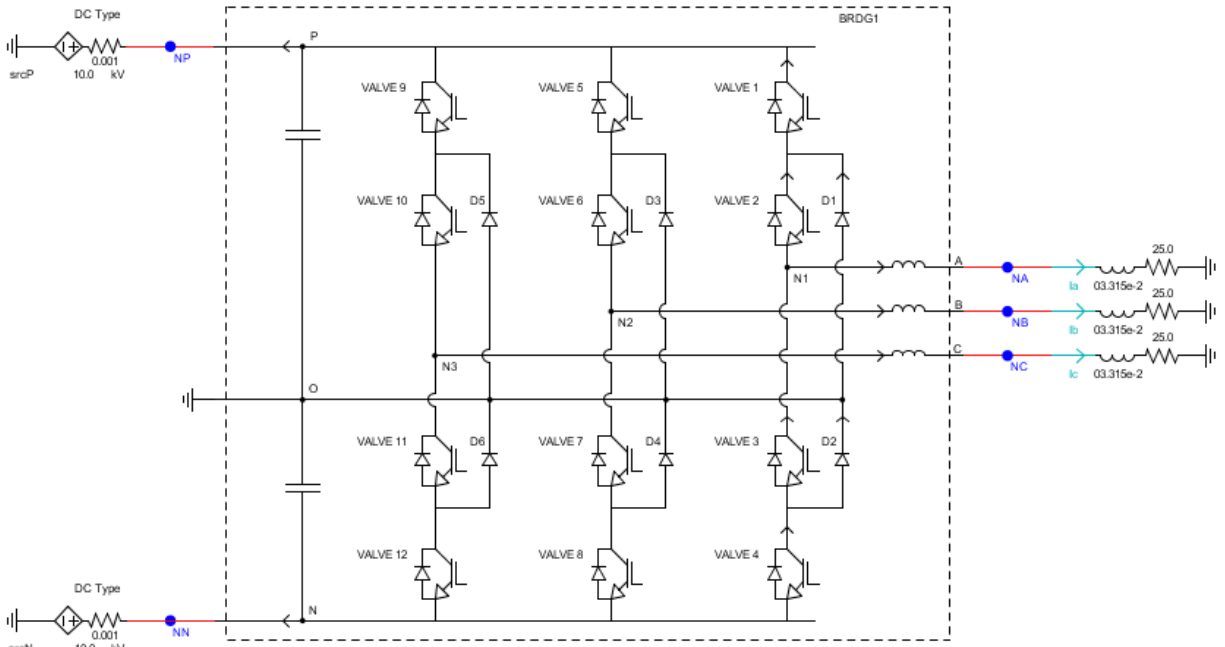 DC Type
BRDG1
P
NP
0.001
srcP
10.0 kV
VALVE 9
VALVE 5
VALVE 1
VALVE 10
D5
VALVE 6
D3
VALVE 2
D1
25.0
A
N1
NA
Ia
03.315e-2
25.0
B
N2
NB
Ib
03.315e-2
25.0
C
N3
NC
Ic
03.315e-2
O
VALVE 11
D6
VALVE 7
D4
VALVE 3
D2
VALVE 12
VALVE 8
VALVE 4
DC Type
N
NN
0.001